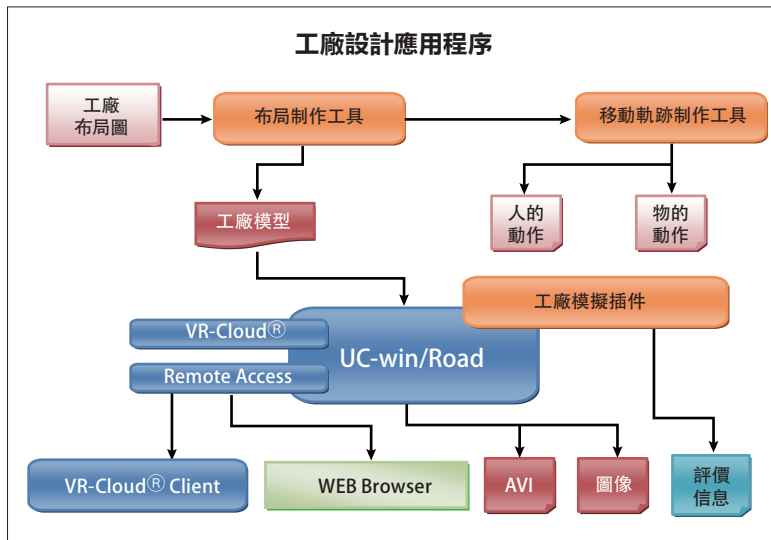 工廠設計應用程序
工廠
布局圖
布局制作工具
移動軌跡制作工具
工廠模型
人的
動作
物的
動作
工廠模擬插件
VR-Cloud®
UC-win/Road
Remote Access
VR-Cloud® Client
WEB Browser
AVI
圖像
評價
信息